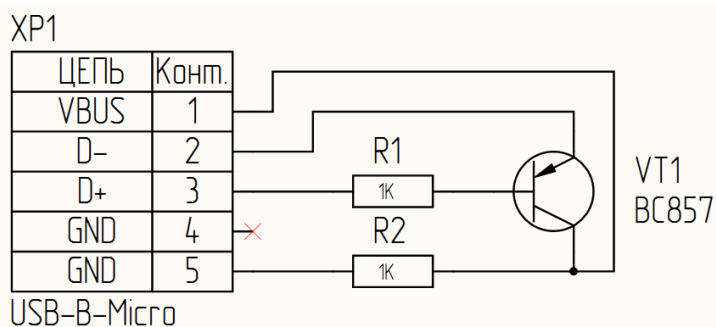 XP1
ЦЕПЬ Конт.
VBUS 1
D- 2
D+ 3
GND 4
GND 5
USB-B-Micro
R1
1K
R2
1K
VT1
BC857